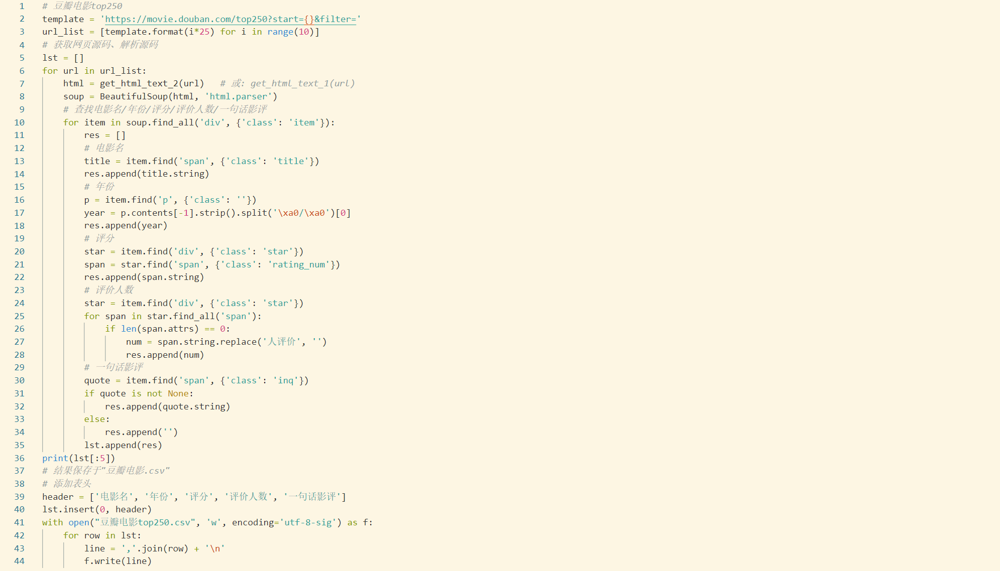 1 # 豆瓣电影top250
2 template = 'https://movie.douban.com/top250?start={}&filter='
3 url_list = [template.format(i*25) for i in range(10)]
4 # 获取网页源码、解析源码
5 lst = []
6 for url in url_list:
7     html = get_html_text_2(url)   # 或: get_html_text_1(url)
8     soup = BeautifulSoup(html, 'html.parser')
9     # 查找电影名/年份/评分/评价人数/一句话影评
10     for item in soup.find_all('div', {'class': 'item'}):
11         res = []
12         # 电影名
13         title = item.find('span', {'class': 'title'})
14         res.append(title.string)
15         # 年份
16         p = item.find('p', {'class': ''})
17         year = p.contents[-1].strip().split('\xa0/\xa0')[0]
18         res.append(year)
19         # 评分
20         star = item.find('div', {'class': 'star'})
21         span = star.find('span', {'class': 'rating_num'})
22         res.append(span.string)
23         # 评价人数
24         star = item.find('div', {'class': 'star'})
25         for span in star.find_all('span'):
26             if len(span.attrs) == 0:
27                 num = span.string.replace('人评价', '')
28                 res.append(num)
29         # 一句话影评
30         quote = item.find('span', {'class': 'inq'})
31         if quote is not None:
32             res.append(quote.string)
33         else:
34             res.append('')
35         lst.append(res)
36 print(lst[:5])
37 # 结果保存于"豆瓣电影.csv"
38 # 添加表头
39 header = ['电影名', '年份', '评分', '评价人数', '一句话影评']
40 lst.insert(0, header)
41 with open("豆瓣电影top250.csv", 'w', encoding='utf-8-sig') as f:
42     for row in lst:
43         line = ','.join(row) + '\n'
44         f.write(line)